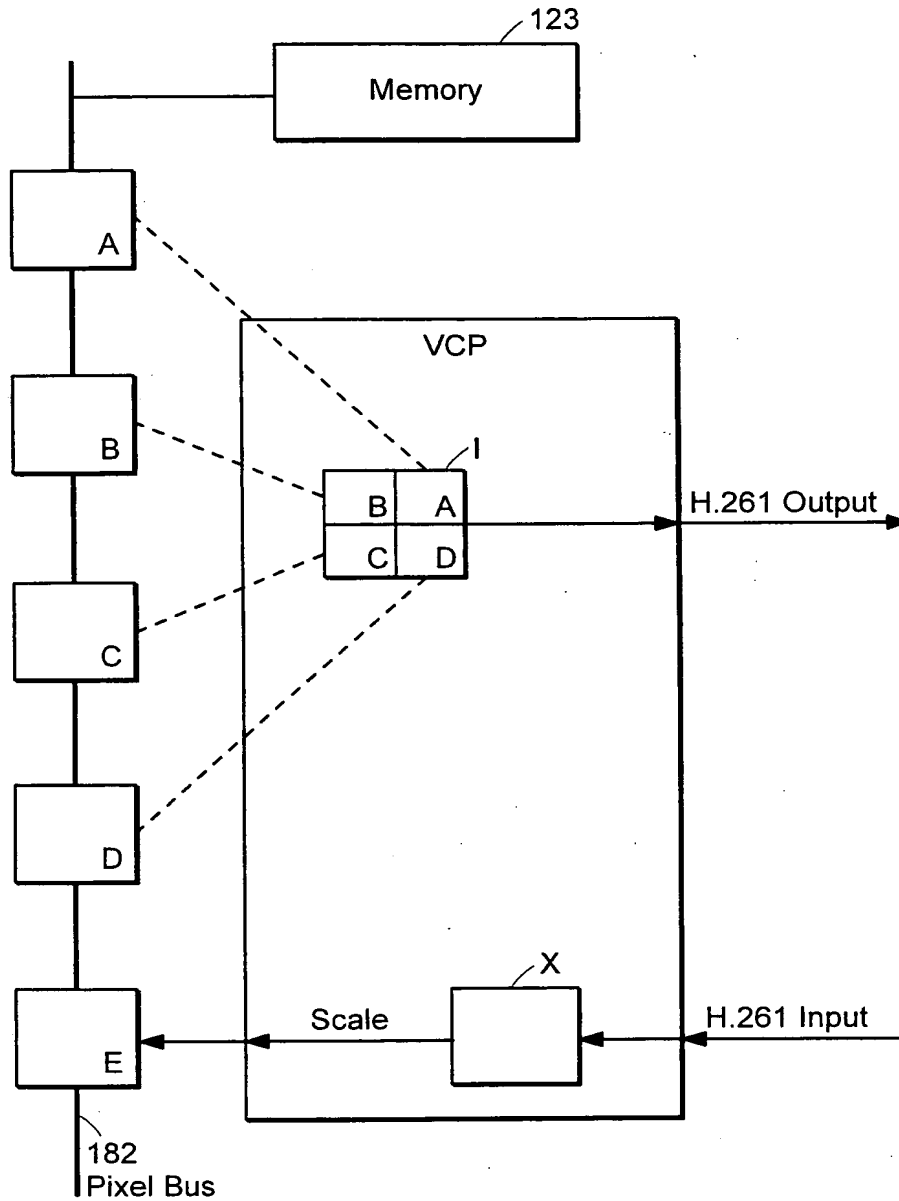 123
Memory
A
VCP
B
I
B A
H.261 Output
C D
C
D
X
Scale
H.261 Input
E
182
Pixel Bus